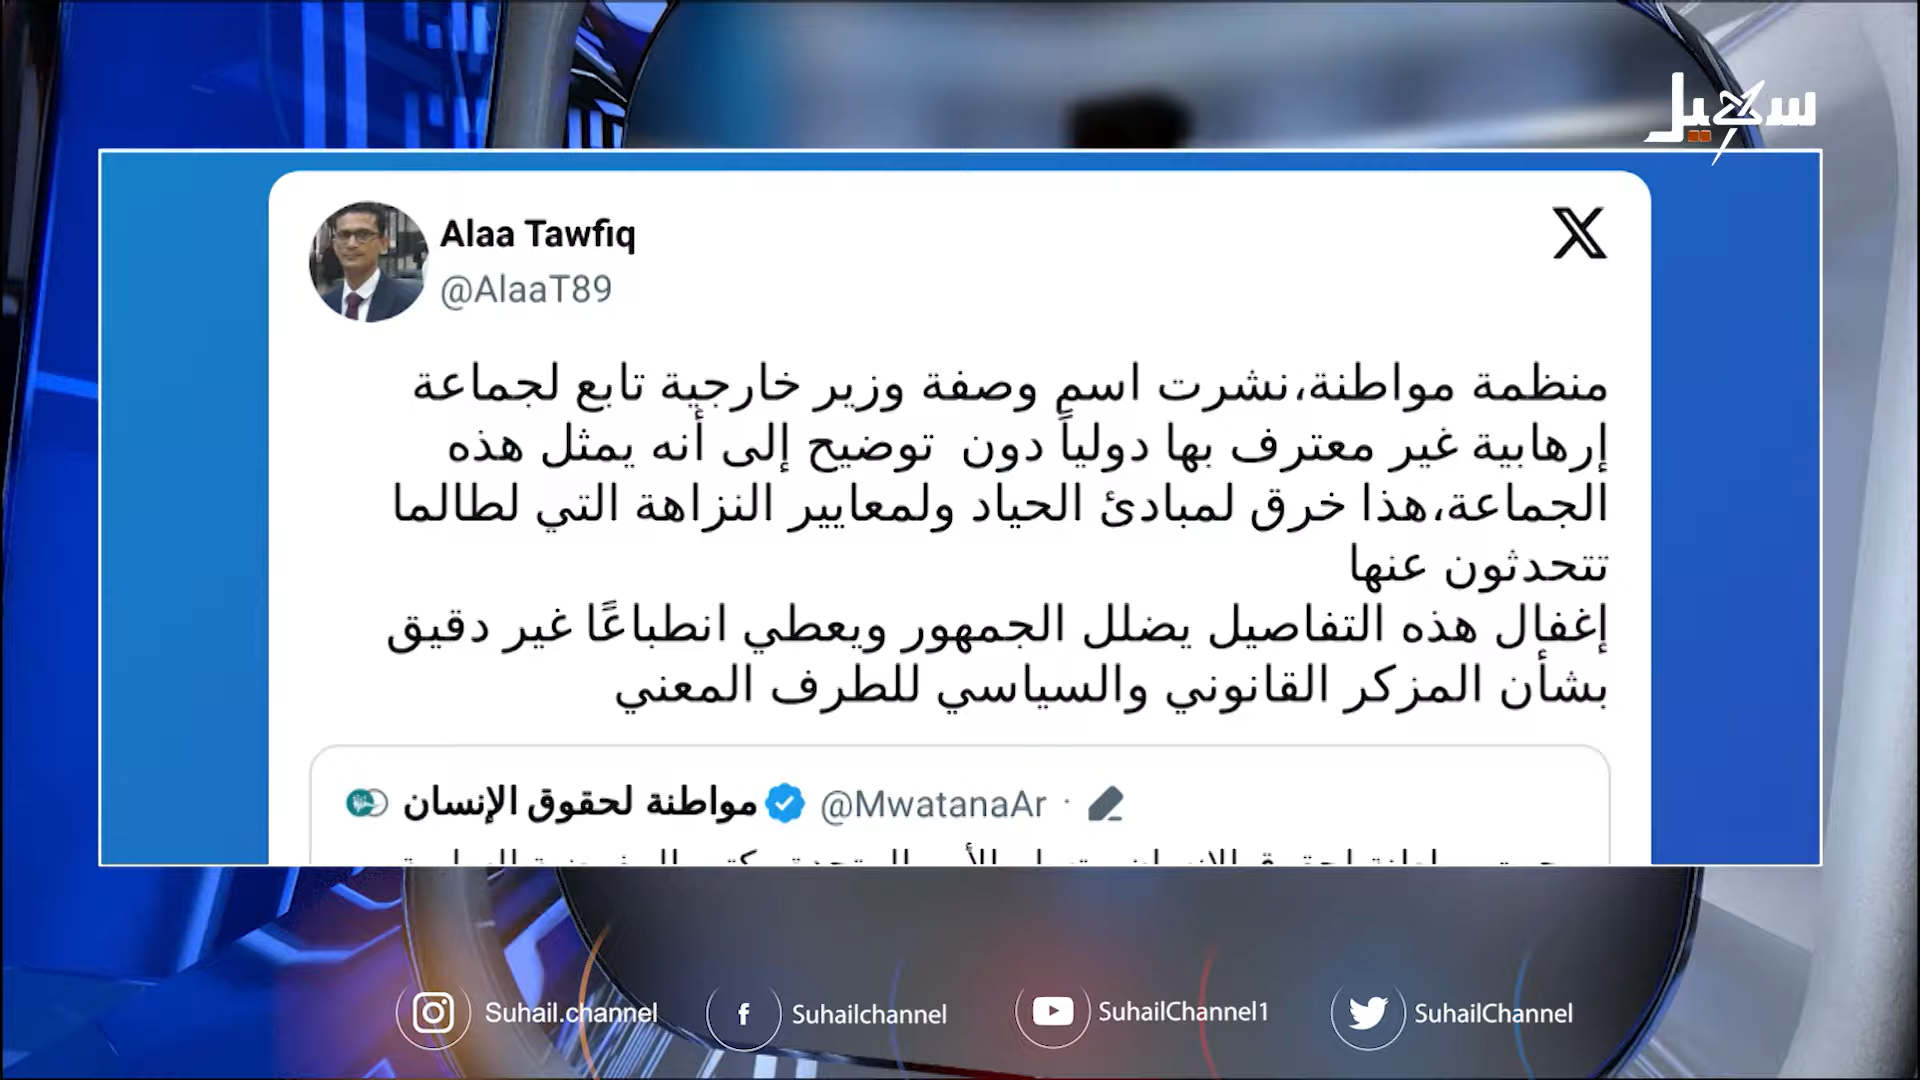 سهيل
Alaa Tawfiq
@AlaaT89
منظمة مواطنة،نشرت اسم وصفة وزير خارجية تابع لجماعة
إرهابية غير معترف بها دولياً دون توضيح إلى أنه يمثل هذه
الجماعة،هذا خرق لمبادئ الحياد ولمعايير النزاهة التي لطالما
تتحدثون عنها
إغفال هذه التفاصيل يضلل الجمهور ويعطي انطباعًا غير دقيق
بشأن المزكر القانوني والسياسي للطرف المعني
مواطنة لحقوق الإنسان @MwatanaAr ·
Suhail.channel
Suhailchannel
SuhailChannel1
SuhailChannel